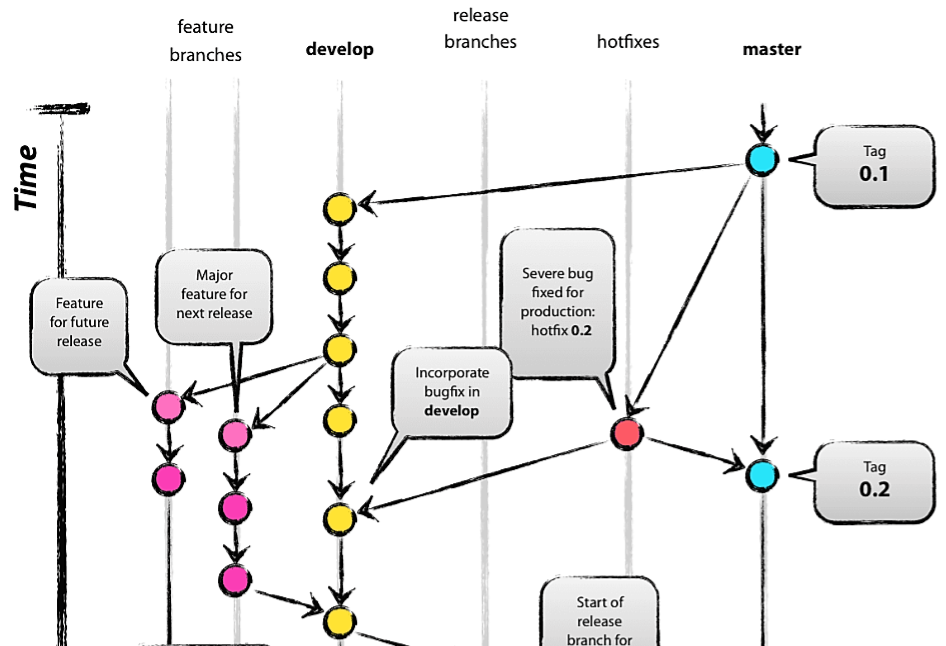 feature
branches
develop
release
branches
hotfixes
master
Time
Tag
0.1
Severe bug
fixed for
production:
hotfix 0.2
Major
feature for
next release
Feature
for future
release
Incorporate
bugfix in
develop
Tag
0.2
Start of
release
branch for